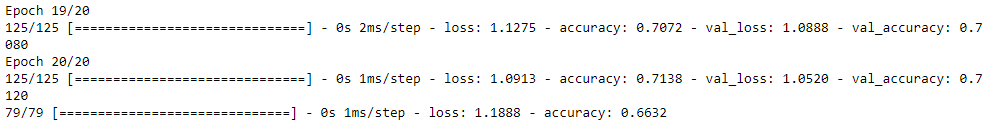 Epoch 19/20
125/125 [==============================] - 0s 2ms/step - loss: 1.1275 - accuracy: 0.7072 - val_loss: 1.0888 - val_accuracy: 0.7
080
Epoch 20/20
125/125 [==============================] - 0s 1ms/step - loss: 1.0913 - accuracy: 0.7138 - val_loss: 1.0520 - val_accuracy: 0.7
120
79/79 [==============================] - 0s 1ms/step - loss: 1.1888 - accuracy: 0.6632